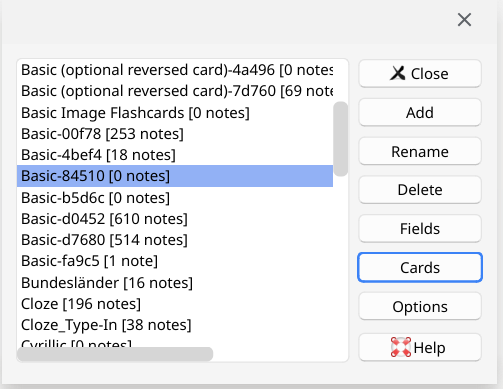 Basic (optional reversed card)-4a496 [0 notes
Basic (optional reversed card)-7d760 [69 note
Basic Image Flashcards [0 notes]
Basic-00f78 [253 notes]
Basic-4bef4 [18 notes]
Basic-84510 [0 notes]
Basic-b5d6c [0 notes]
Basic-d0452 [610 notes]
Basic-d7680 [514 notes]
Basic-fa9c5 [1 note]
Bundesländer [16 notes]
Cloze [196 notes]
Cloze_Type-In [38 notes]
Cyrillic [0 notes]
Close
Add
Rename
Delete
Fields
Cards
Options
Help